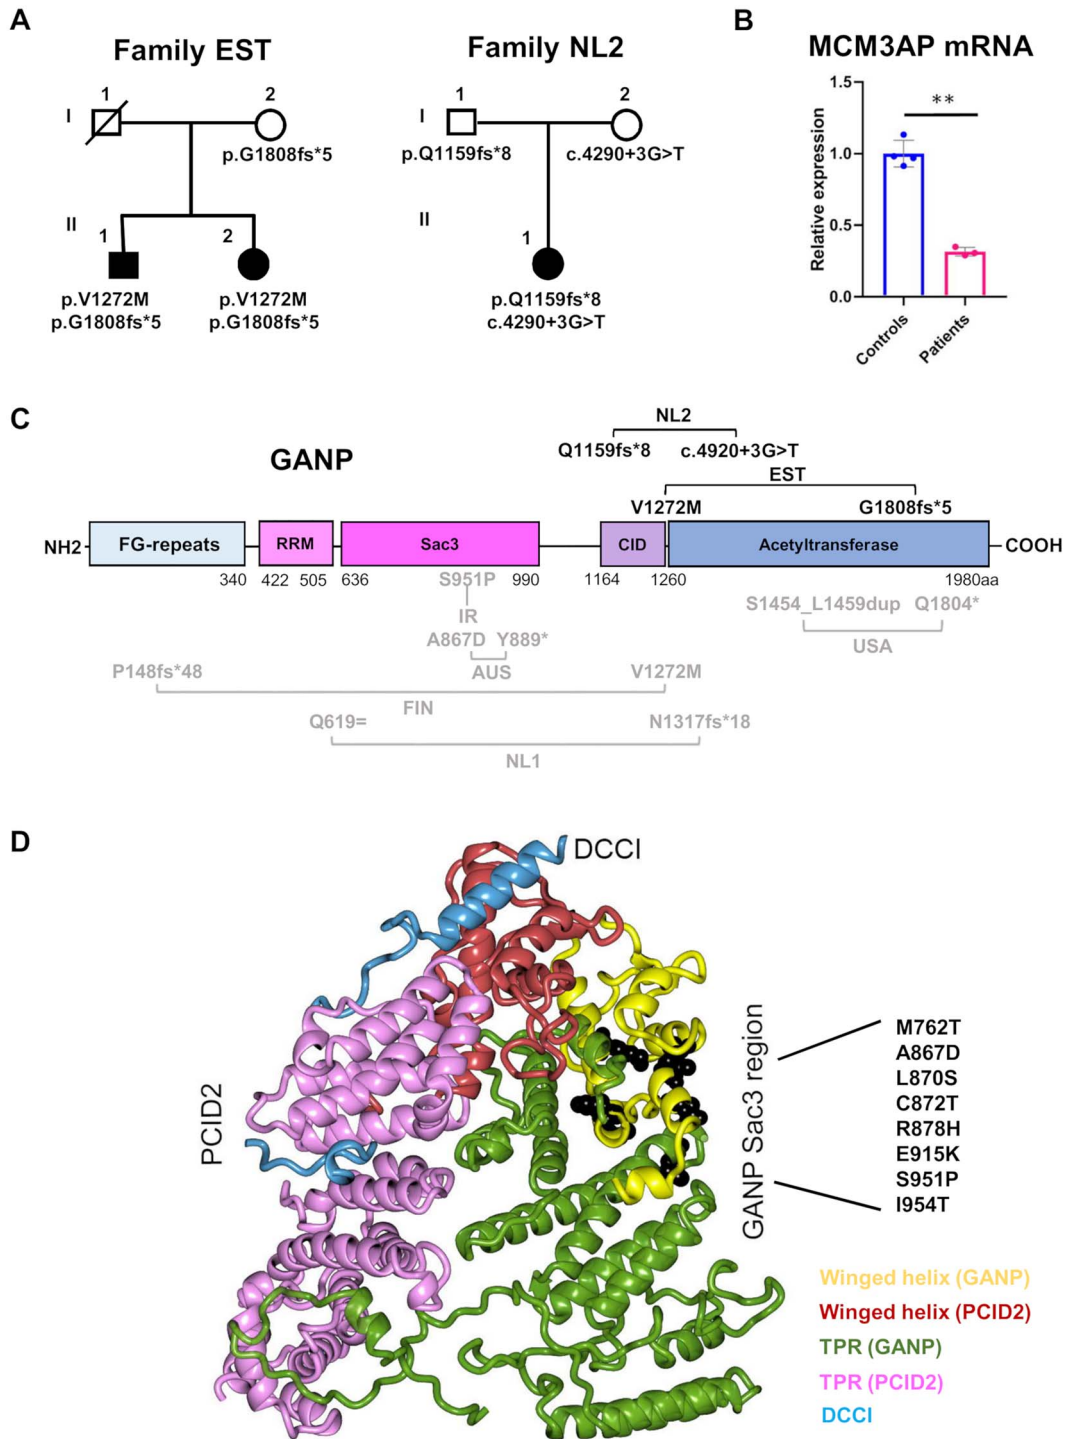 A
Family EST
Family NL2
I
1
2
p.G1808fs*5
II
1
2
p.V1272M
p.G1808fs*5
p.V1272M
p.G1808fs*5
I
1
2
p.Q1159fs*8
c.4290+3G>T
II
1
p.Q1159fs*8
c.4290+3G>T
B
MCM3AP mRNA
Relative expression
1.5
1.0
0.5
0.0
**
Controls
Patients
C
GANP
NL2
Q1159fs*8
c.4920+3G>T
EST
V1272M
G1808fs*5
NH2
FG-repeats
RRM
Sac3
CID
Acetyltransferase
COOH
340
422
505
636
990
1164
1260
1980aa
S951P
IR
A867D
Y889*
AUS
S1454_L1459dup
Q1804*
USA
P148fs*48
V1272M
FIN
Q619=
N1317fs*18
NL1
D
DCCI
PCID2
GANP Sac3 region
M762T
A867D
L870S
C872T
R878H
E915K
S951P
I954T
Winged helix (GANP)
Winged helix (PCID2)
TPR (GANP)
TPR (PCID2)
DCCI